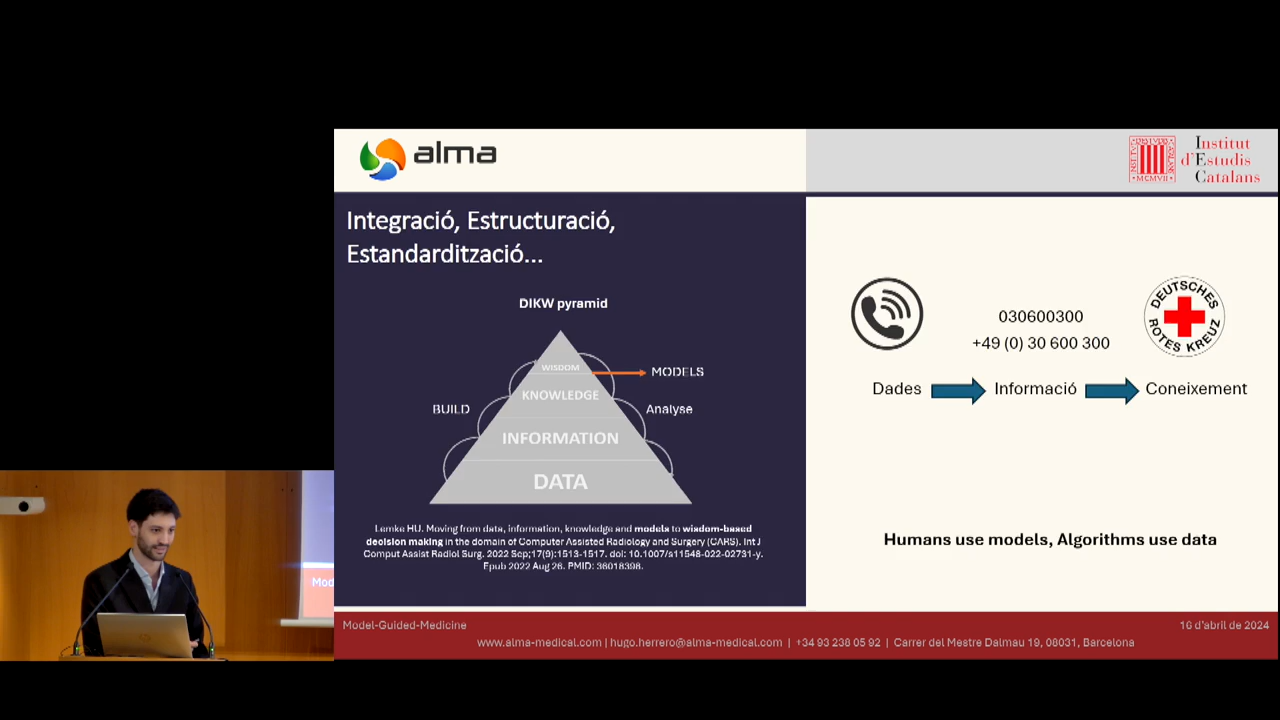 alma
Institut
d'Estudis
Catalans
MCMVII
Integració, Estructuració,
Estandardització...
DIKW pyramid
WISDOM
MODELS
KNOWLEDGE
BUILD
Analyse
INFORMATION
DATA
Lemke HU. Moving from data, information, knowledge and models to wisdom-based
decision making in the domain of Computer Assisted Radiology and Surgery (CARS). Int J
Comput Assist Radiol Surg. 2022 Sep;17(9):1513-1517. doi: 10.1007/s11548-022-02731-y.
Epub 2022 Aug 26. PMID: 36018398.
030600300
+49 (0) 30 600 300
DEUTSCHES
ROTES KREUZ
Dades
Informació
Coneixement
Humans use models, Algorithms use data
Model-Guided-Medicine
16 d'abril de 2024
www.alma-medical.com | hugo.herrero@alma-medical.com | +34 93 238 05 92 | Carrer del Mestre Dalmau 19, 08031, Barcelona
Mod